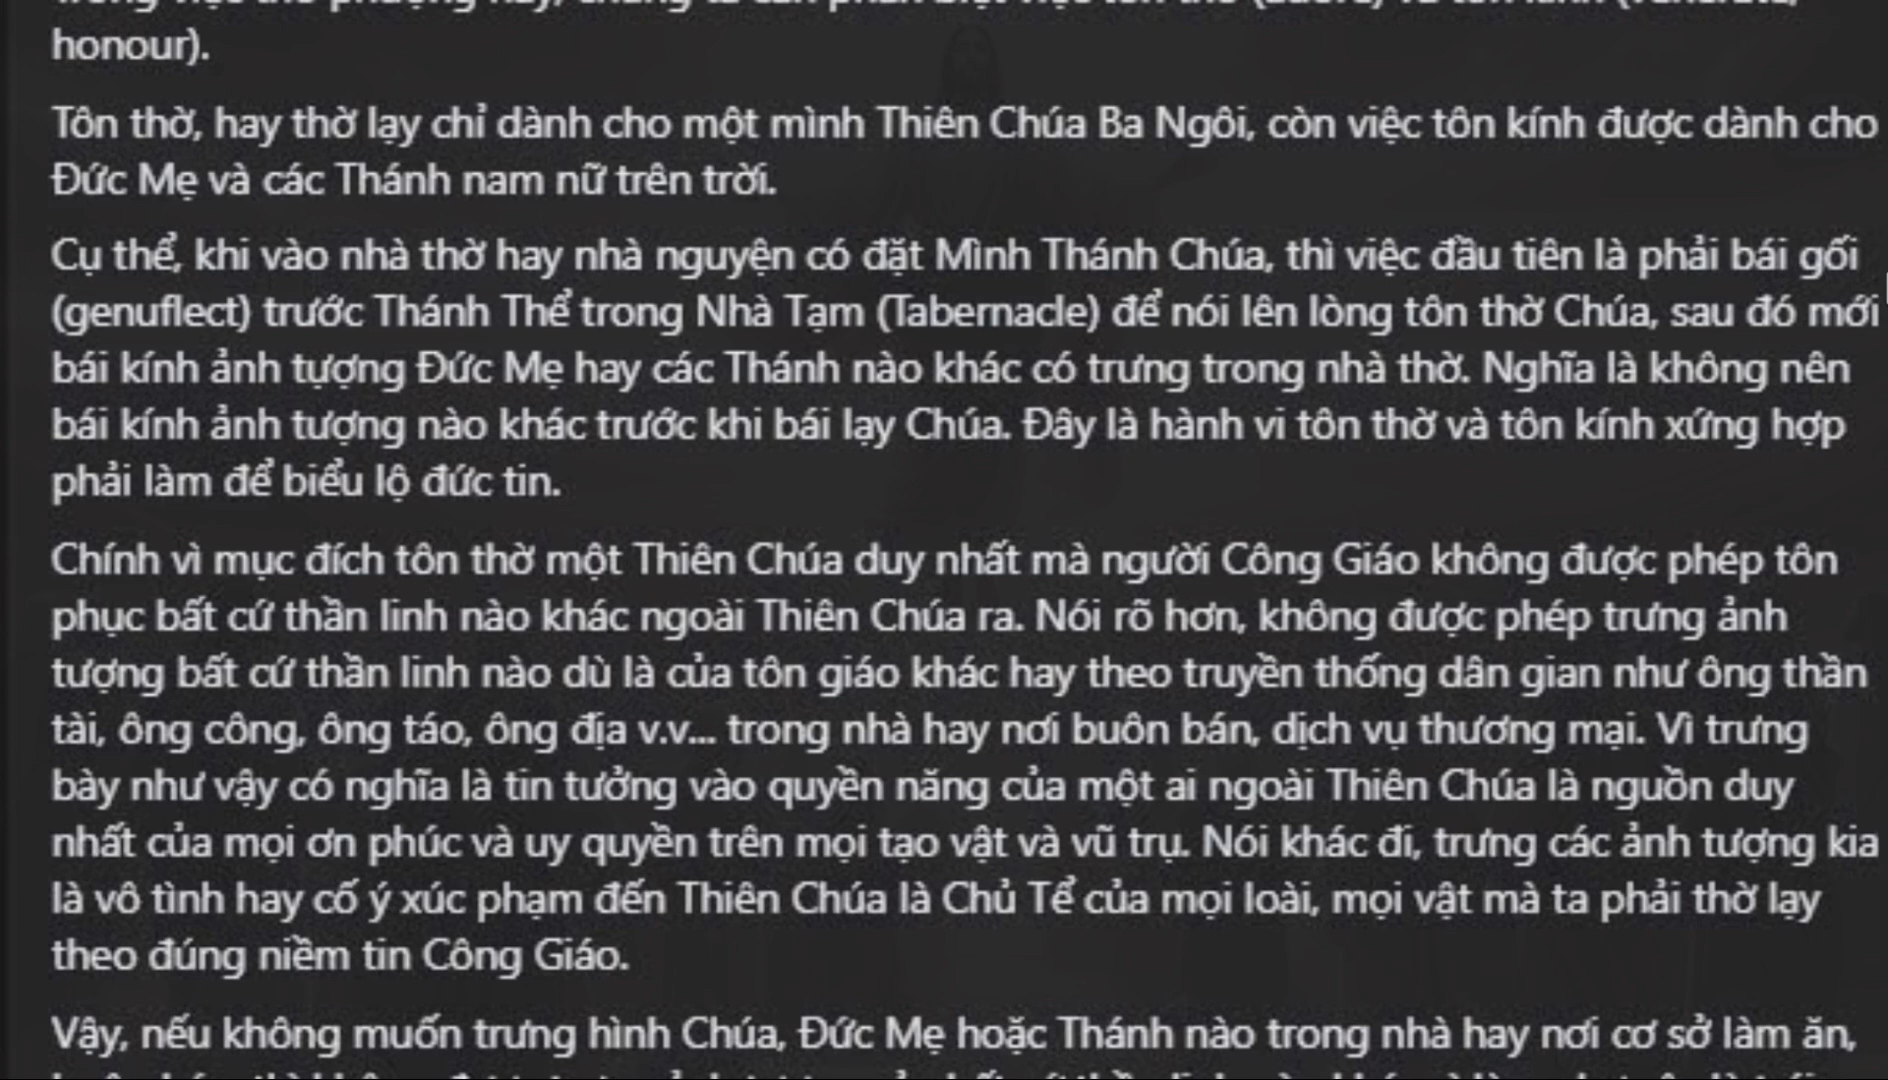 honour).
Tôn thờ, hay thờ lạy chỉ dành cho một mình Thiên Chúa Ba Ngôi, còn việc tôn kính được dành cho
Đức Mẹ và các Thánh nam nữ trên trời.
Cụ thể, khi vào nhà thờ hay nhà nguyện có đặt Mình Thánh Chúa, thì việc đầu tiên là phải bái gối
(genuflect) trước Thánh Thể trong Nhà Tạm (Tabernacle) để nói lên lòng tôn thờ Chúa, sau đó mới
bái kính ảnh tượng Đức Mẹ hay các Thánh nào khác có trưng trong nhà thờ. Nghĩa là không nên
bái kính ảnh tượng nào khác trước khi bái lạy Chúa. Đây là hành vi tôn thờ và tôn kính xứng hợp
phải làm để biểu lộ đức tin.
Chính vì mục đích tôn thờ một Thiên Chúa duy nhất mà người Công Giáo không được phép tôn
phục bất cứ thần linh nào khác ngoài Thiên Chúa ra. Nói rõ hơn, không được phép trưng ảnh
tượng bất cứ thần linh nào dù là của tôn giáo khác hay theo truyền thống dân gian như ông thần
tài, ông công, ông táo, ông địa v.v... trong nhà hay nơi buôn bán, dịch vụ thương mại. Vì trưng
bày như vậy có nghĩa là tin tưởng vào quyền năng của một ai ngoài Thiên Chúa là nguồn duy
nhất của mọi ơn phúc và uy quyền trên mọi tạo vật và vũ trụ. Nói khác đi, trưng các ảnh tượng kia
là vô tình hay cố ý xúc phạm đến Thiên Chúa là Chủ Tể của mọi loài, mọi vật mà ta phải thờ lạy
theo đúng niềm tin Công Giáo.
Vậy, nếu không muốn trưng hình Chúa, Đức Mẹ hoặc Thánh nào trong nhà hay nơi cơ sở làm ăn,